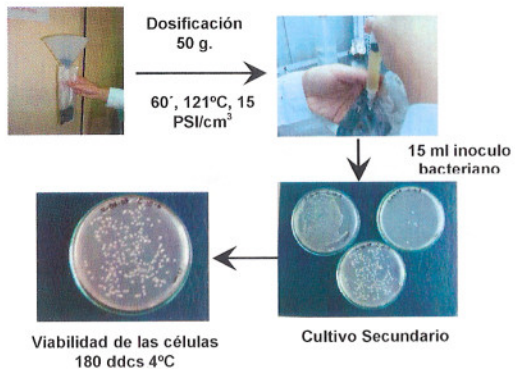 Dosificación
50 g.
60´, 121ºC, 15
PSI/cm³
15 ml inoculo
bacteriano
Cultivo Secundario
Viabilidad de las células
180 ddcs 4ºC